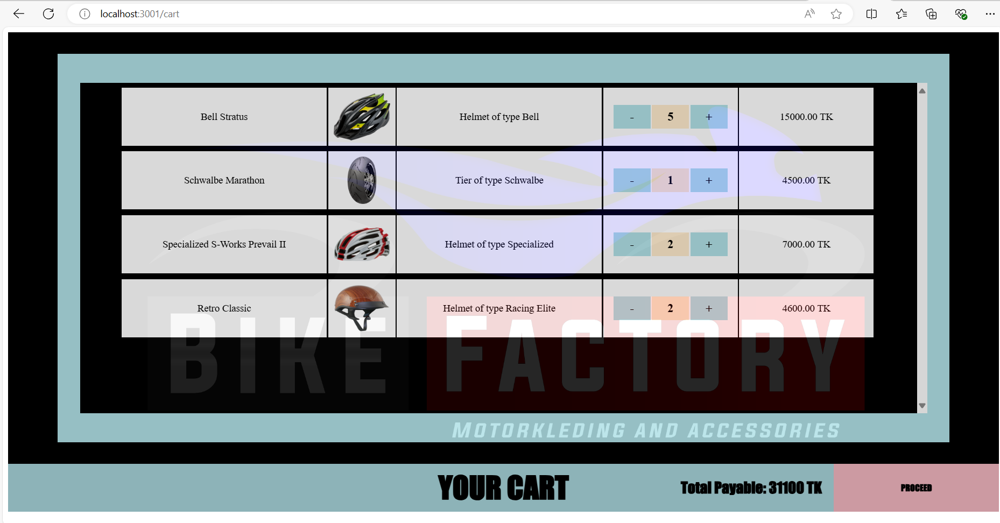 localhost:3001/cart
Bell Stratus Helmet of type Bell - 5 + 15000.00 TK
Schwalbe Marathon Tier of type Schwalbe - 1 + 4500.00 TK
Specialized S-Works Prevail II Helmet of type Specialized - 2 + 7000.00 TK
Retro Classic Helmet of type Racing Elite - 2 + 4600.00 TK
BIKE FACTORY
MOTORKLEDING AND ACCESSORIES
YOUR CART Total Payable: 31100 TK PROCEED